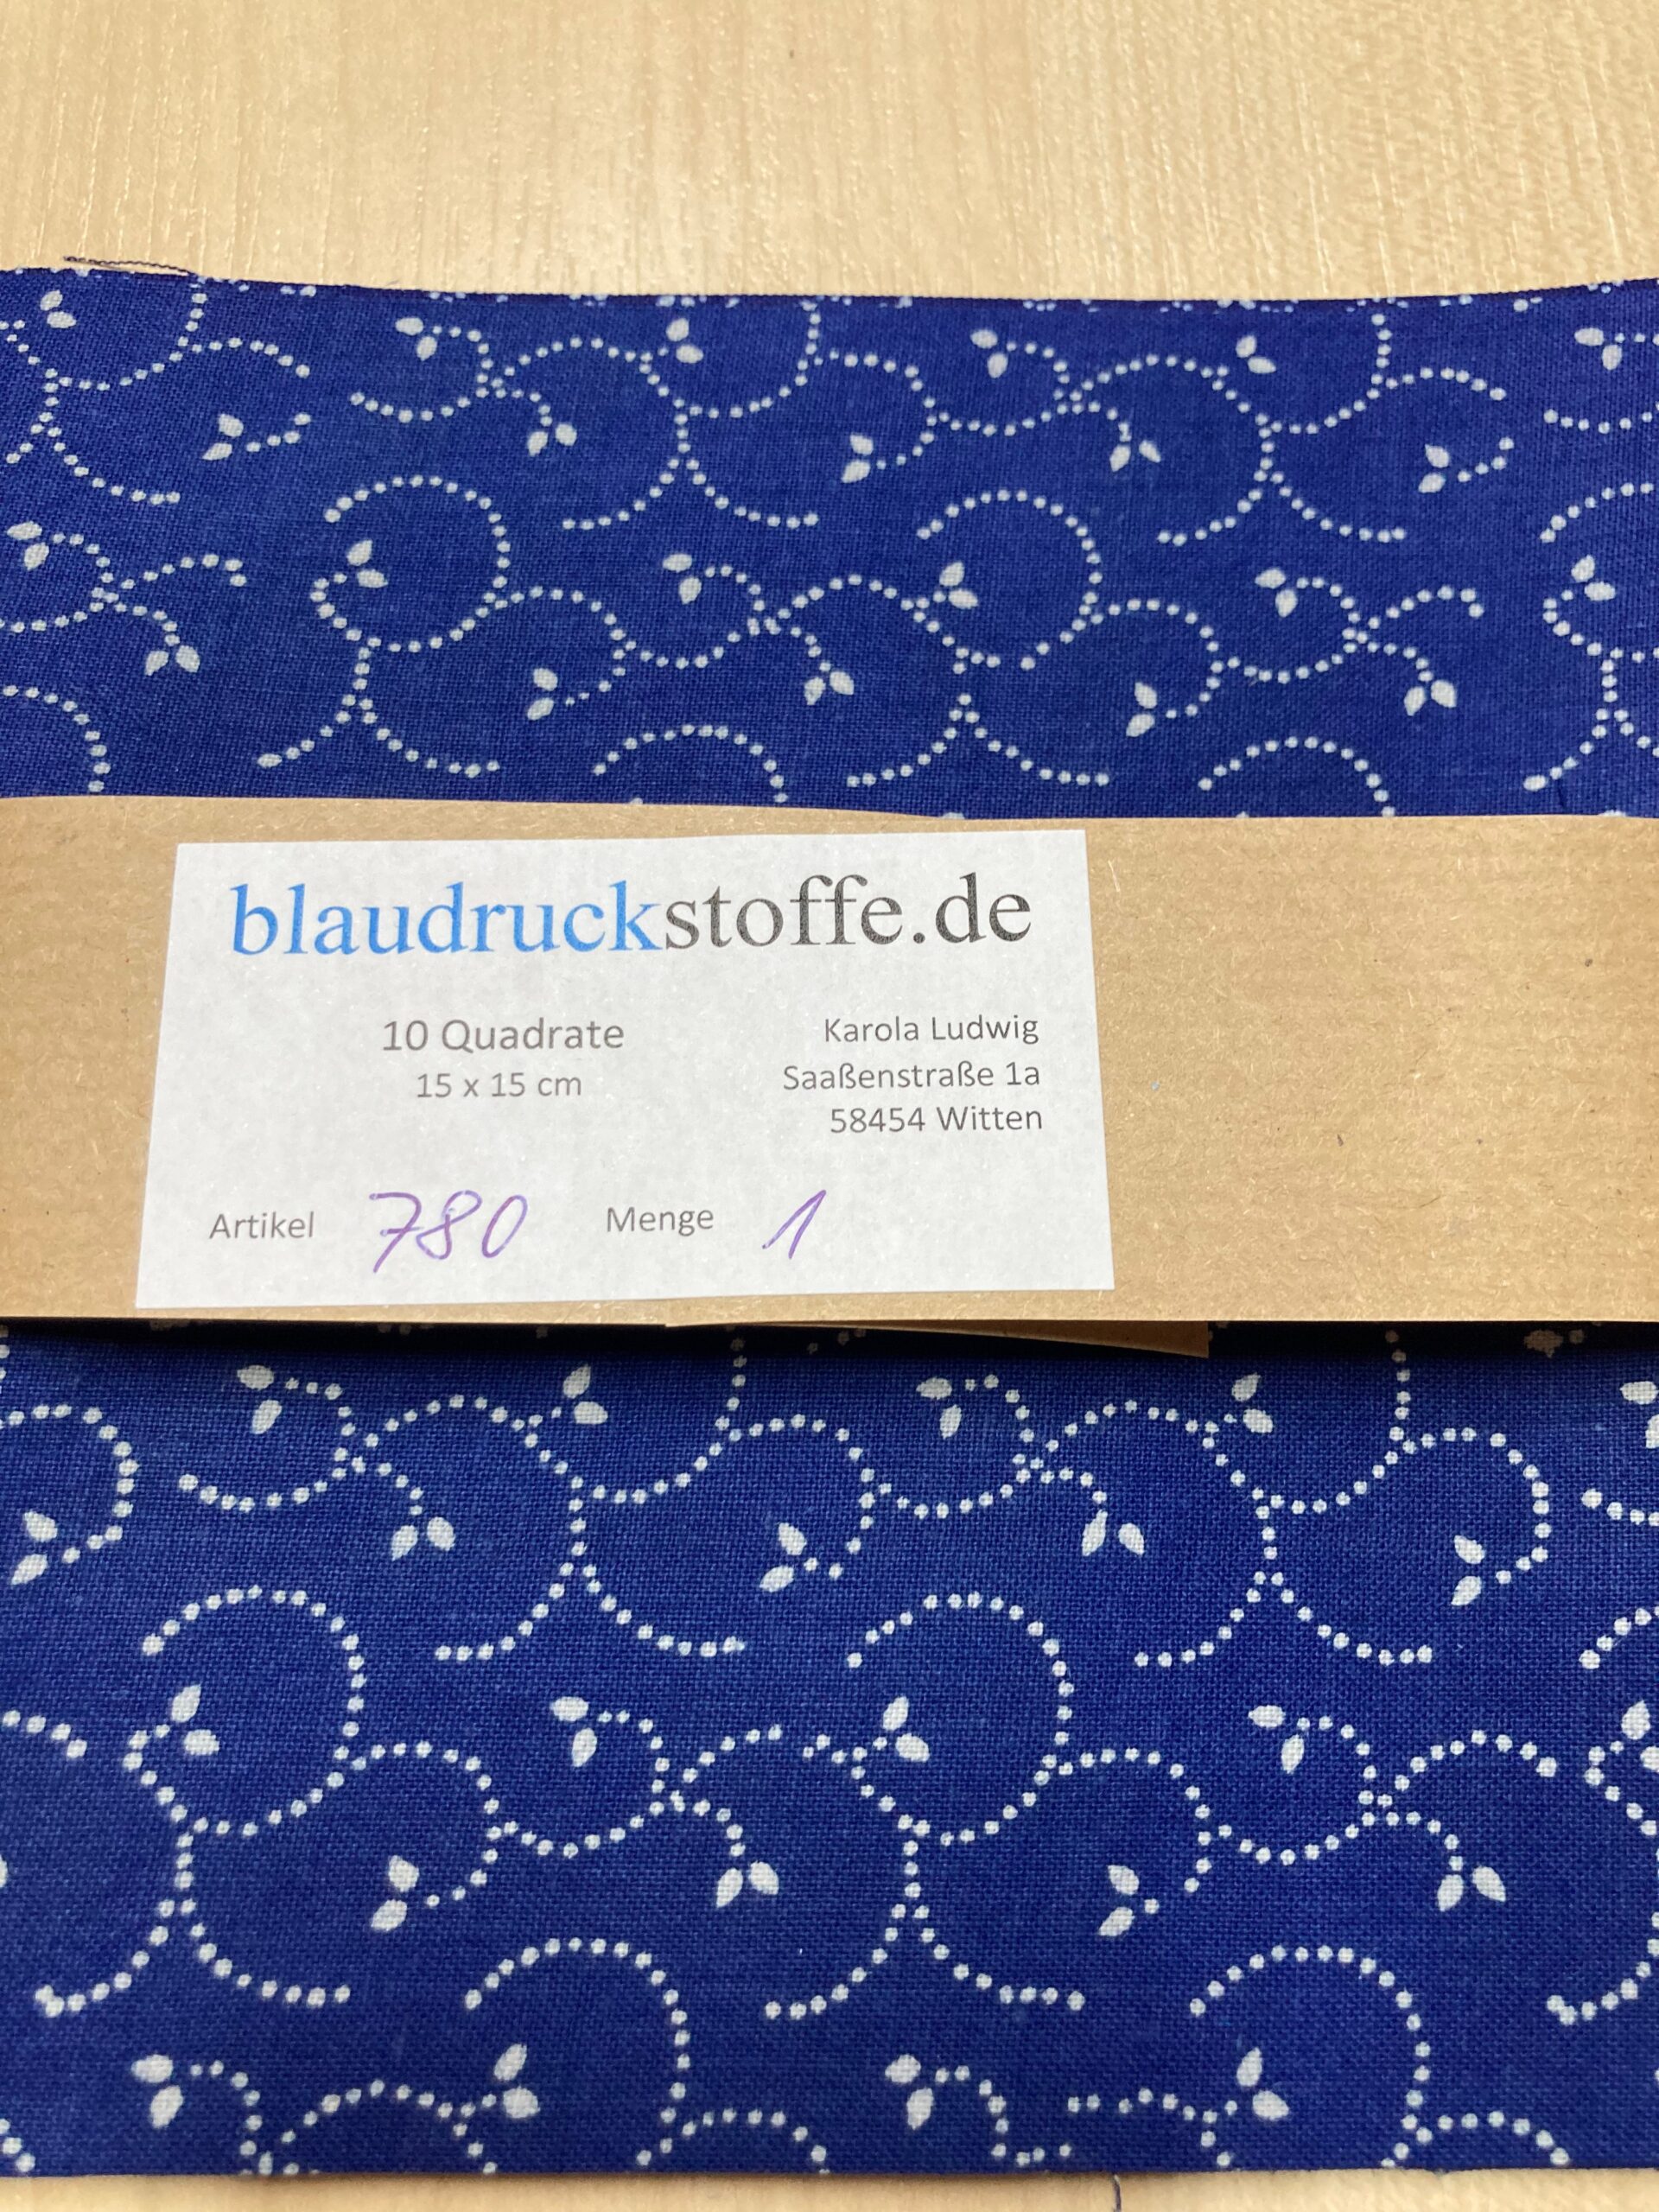 blaudruckstoffe.de
10 Quadrate
15 x 15 cm
Karola Ludwig
Saaßenstraße 1a
58454 Witten
Artikel 780 Menge 1